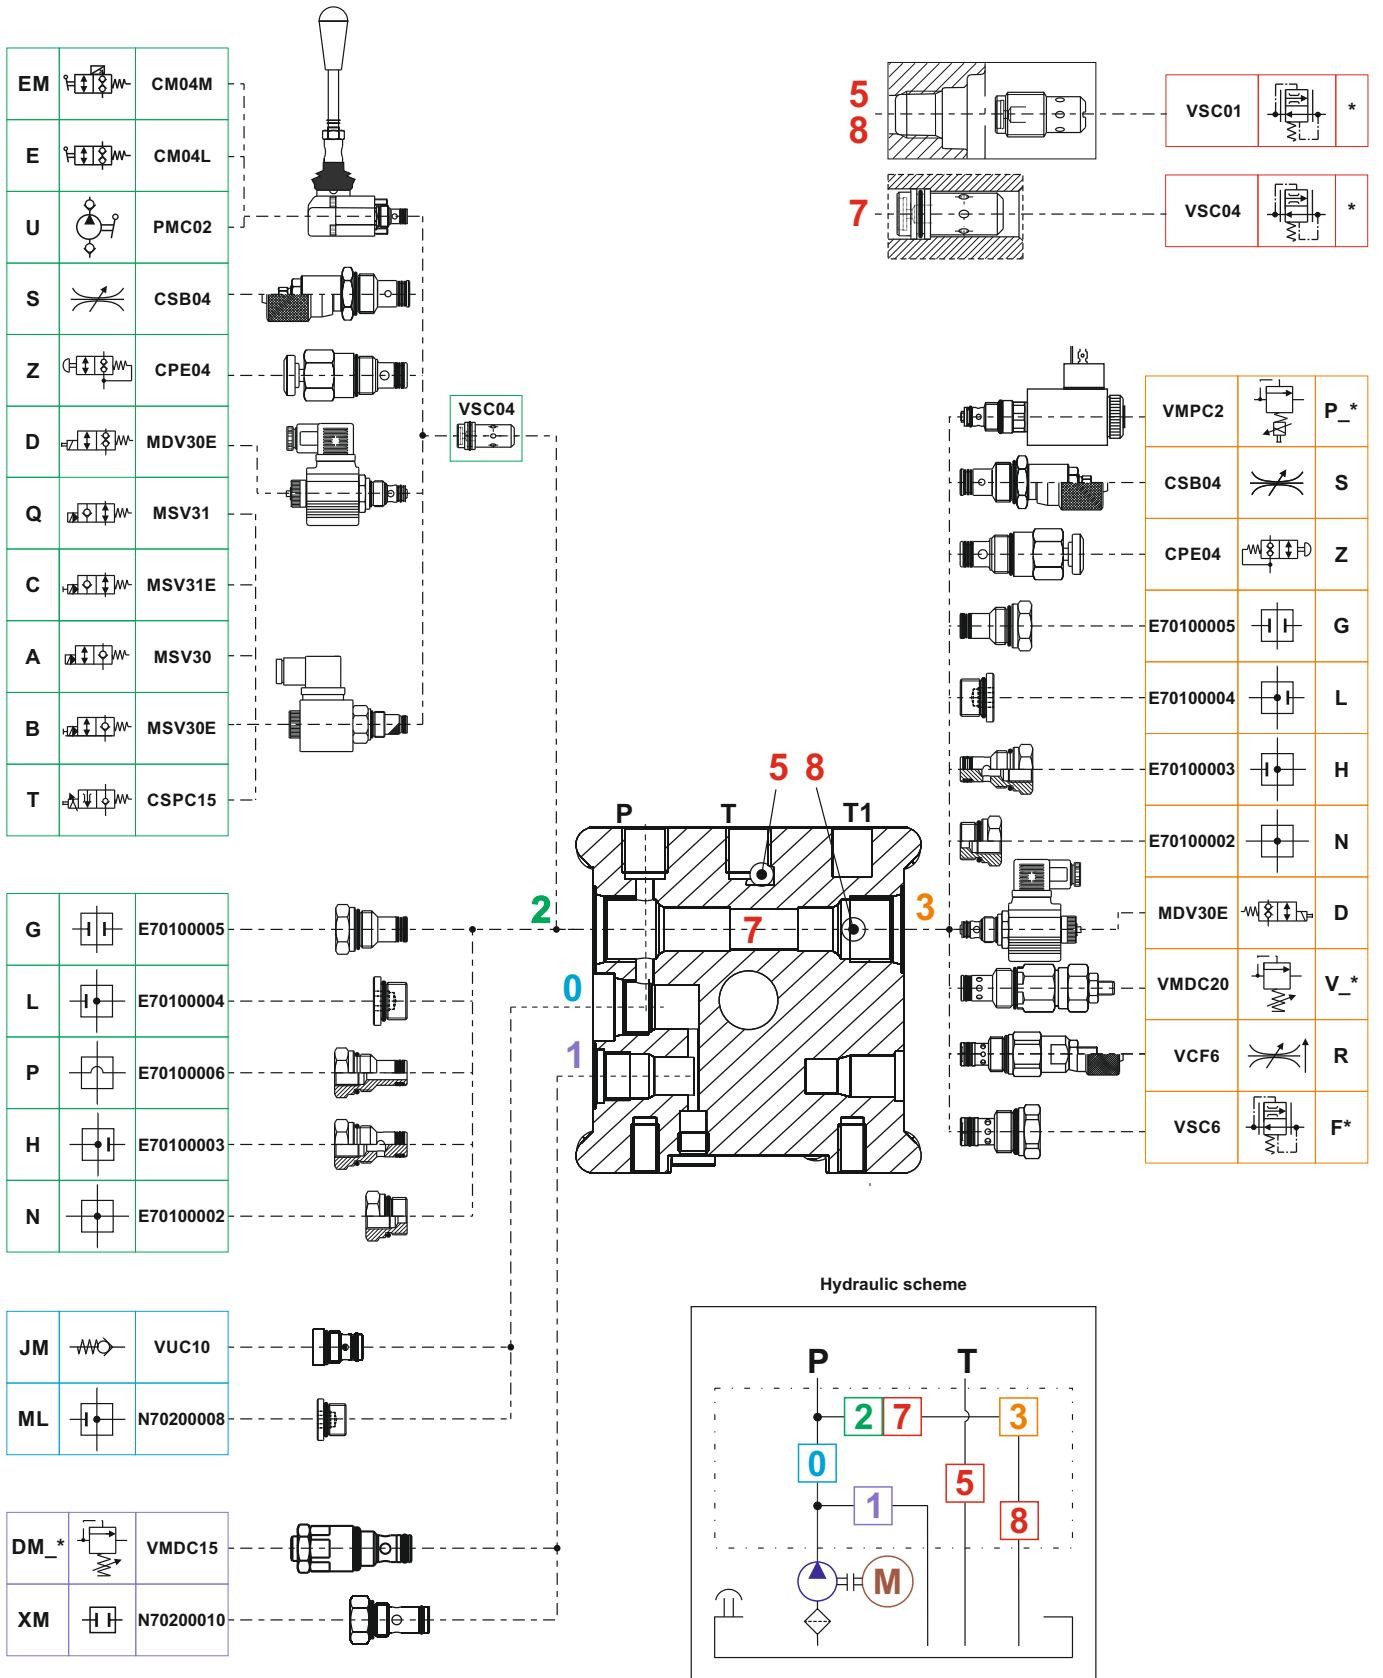 EM CM04M
E CM04L
U PMC02
S CSB04
Z CPE04
D MDV30E
Q MSV31
C MSV31E
A MSV30
B MSV30E
T CSPC15
VSC04
5
8
VSC01 *
7
VSC04 *
VMPC2 P_*
CSB04 S
CPE04 Z
E70100005 G
E70100004 L
E70100003 H
E70100002 N
MDV30E D
VMDC20 V_*
VCF6 R
VSC6 F*
5 8
P T T1
2 7 3
0
1
G E70100005
L E70100004
P E70100006
H E70100003
N E70100002
JM VUC10
ML N70200008
DM_* VMDC15
XM N70200010
Hydraulic scheme
P T
2 7 3
0
5
1
8
M